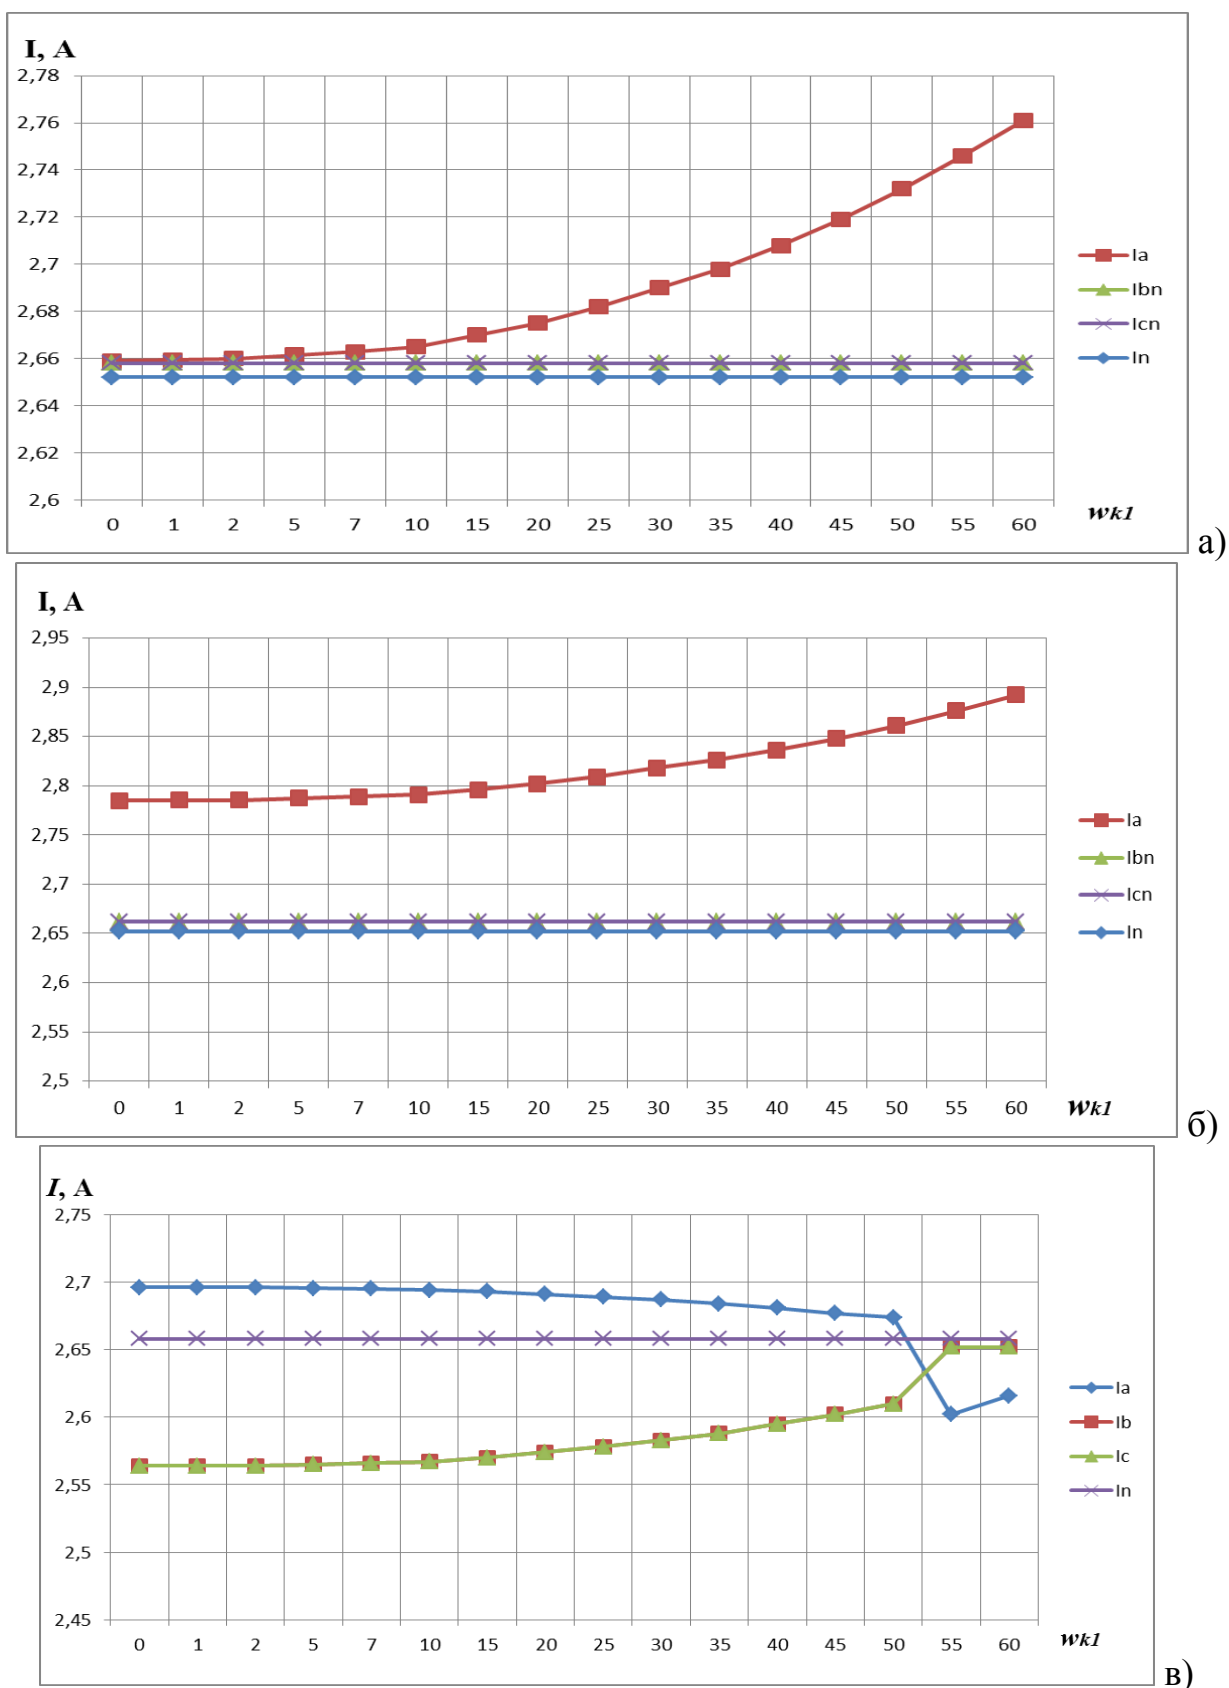 I, A
2,78
2,76
2,74
2,72
2,7
2,68
2,66
2,64
2,62
2,6
0 1 2 5 7 10 15 20 25 30 35 40 45 50 55 60
wk1
Ia
Ibn
Icn
In
а)
I, A
2,95
2,9
2,85
2,8
2,75
2,7
2,65
2,6
2,55
2,5
0 1 2 5 7 10 15 20 25 30 35 40 45 50 55 60
wk1
Ia
Ibn
Icn
In
б)
I, A
2,75
2,7
2,65
2,6
2,55
2,5
2,45
0 1 2 5 7 10 15 20 25 30 35 40 45 50 55 60
wk1
Ia
Ib
Ic
In
в)